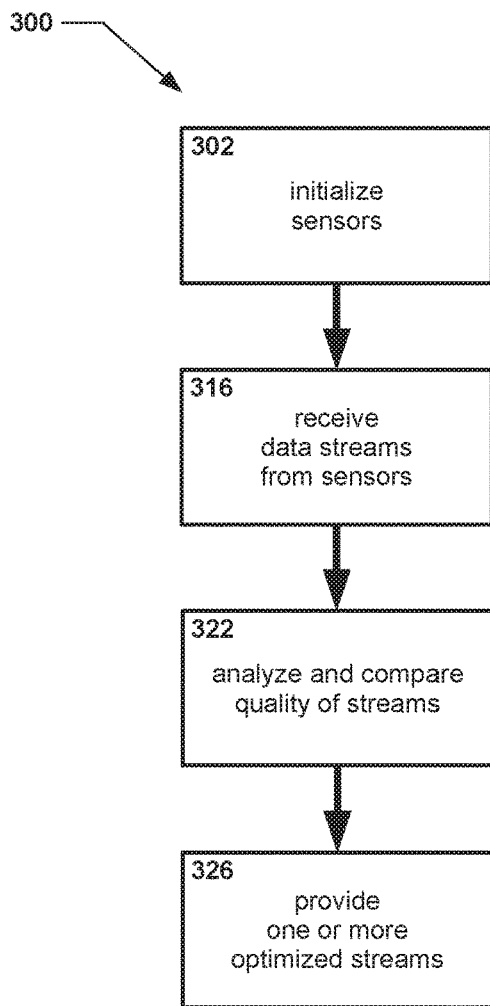 300
302
initialize
sensors
316
receive
data streams
from sensors
322
analyze and compare
quality of streams
326
provide
one or more
optimized streams